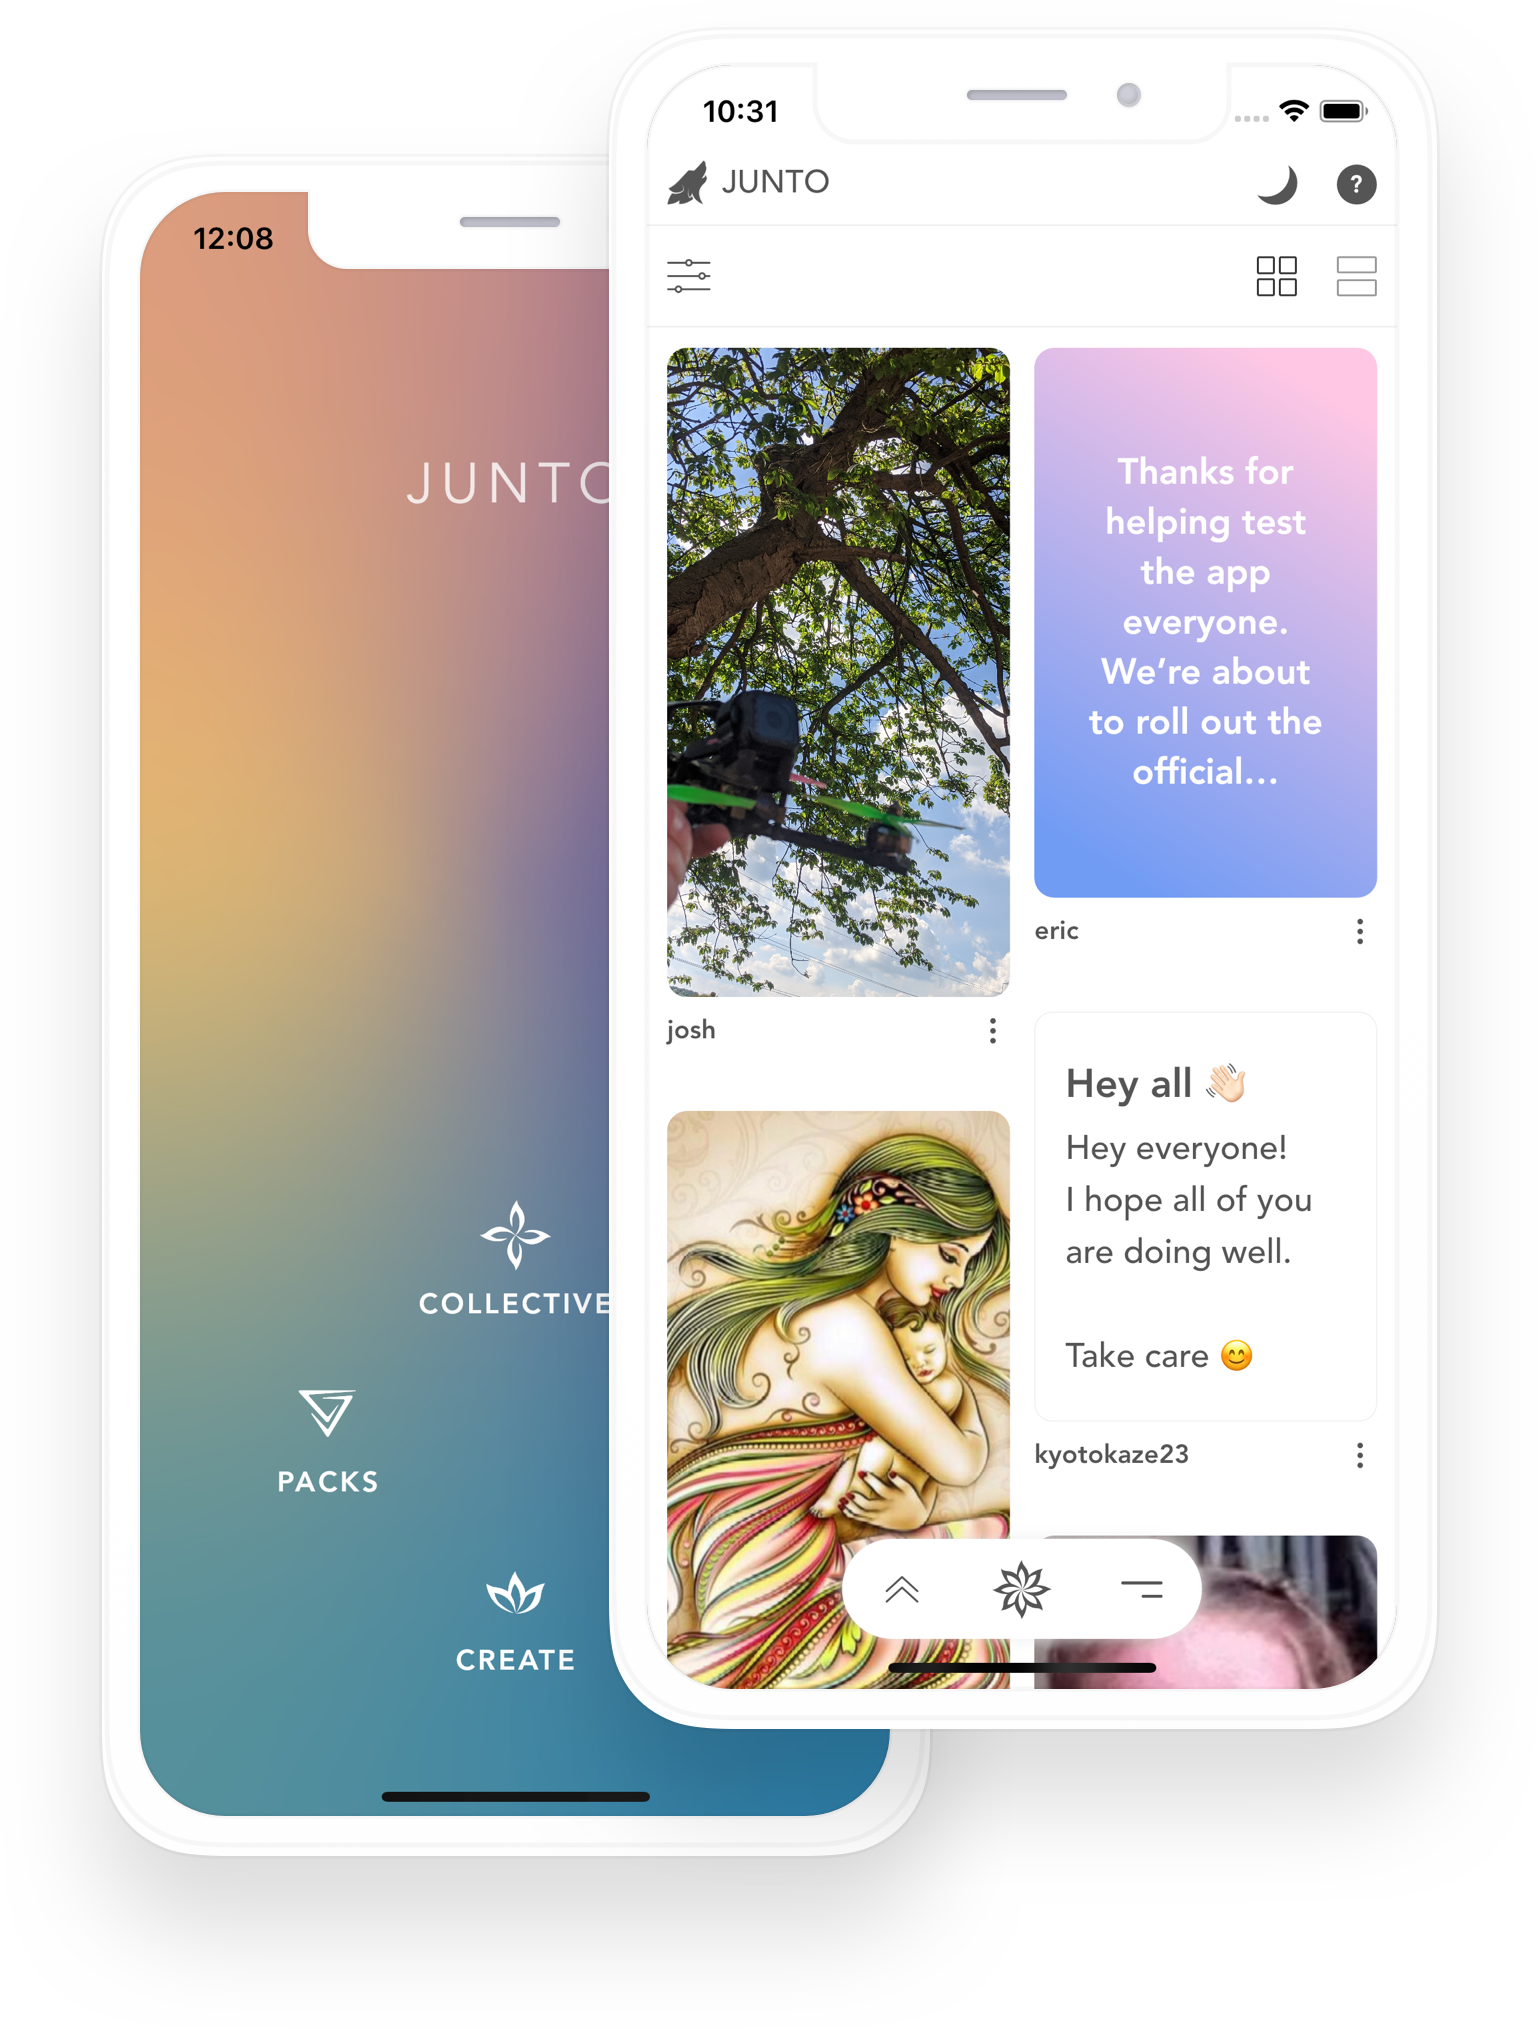 12:08
JUNTO
COLLECTIVE
PACKS
CREATE
10:31
JUNTO
?
Thanks for
helping test
the app
everyone.
We’re about
to roll out the
official...
eric
josh
Hey all 👋🏻
Hey everyone!
I hope all of you
are doing well.
Take care 😊
kyotokaze23